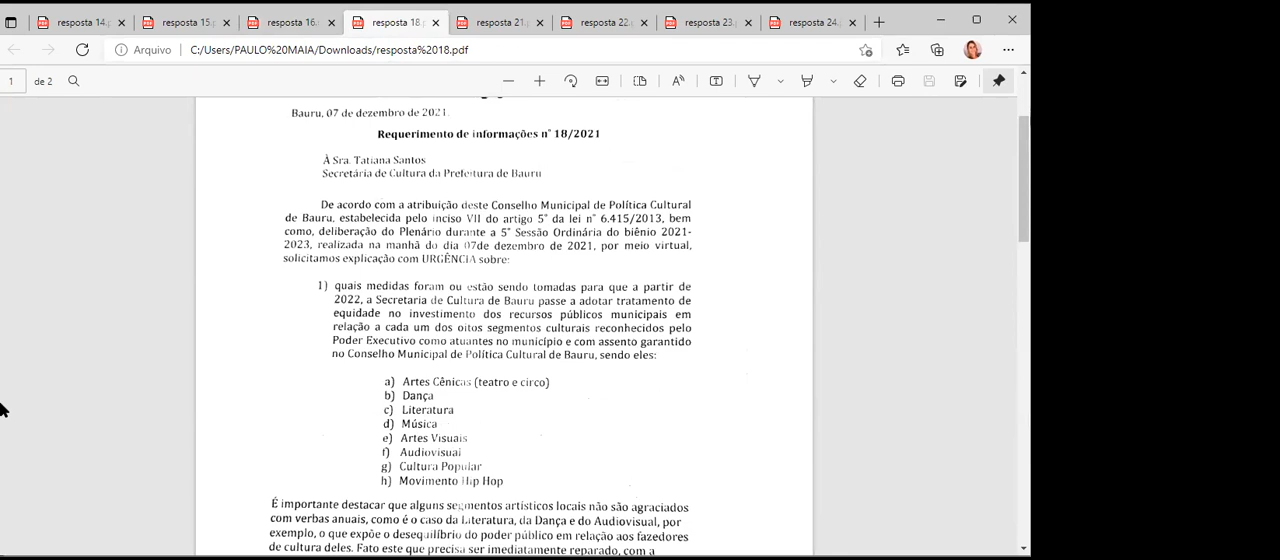 resposta 14.
resposta 15.
resposta 16.
resposta 18.
resposta 21.
resposta 22.
resposta 23.
resposta 24.
Arquivo C:/Users/PAULO%20MAIA/Downloads/resposta%2018.pdf
1 de 2
Bauru, 07 de dezembro de 2021.
Requerimento de informações n° 18/2021
À Sra. Tatiana Santos
Secretária de Cultura da Prefeitura de Bauru
De acordo com a atribuição deste Conselho Municipal de Política Cultural
de Bauru, estabelecida pelo inciso VII do artigo 5° da lei n° 6.415/2013, bem
como, deliberação do Plenário durante a 5° Sessão Ordinária do biênio 2021-
2023, realizada na manhã do dia 07de dezembro de 2021, por meio virtual,
solicitamos explicação com URGÊNCIA sobre:
1) quais medidas foram ou estão sendo tomadas para que a partir de
2022, a Secretaria de Cultura de Bauru passe a adotar tratamento de
equidade no investimento dos recursos públicos municipais em
relação a cada um dos oitos segmentos culturais reconhecidos pelo
Poder Executivo como atuantes no município e com assento garantido
no Conselho Municipal de Política Cultural de Bauru, sendo eles:
a) Artes Cênicas (teatro e circo)
b) Dança
c) Literatura
d) Música
e) Artes Visuais
f) Audiovisual
g) Cultura Popular
h) Movimento Hip Hop
É importante destacar que alguns segmentos artísticos locais não são agraciados
com verbas anuais, como é o caso da Literatura, da Dança e do Audiovisual, por
exemplo, o que expõe o desequilíbrio do poder público em relação aos fazedores
de cultura deles. Fato este que precisa ser imediatamente reparado, com a